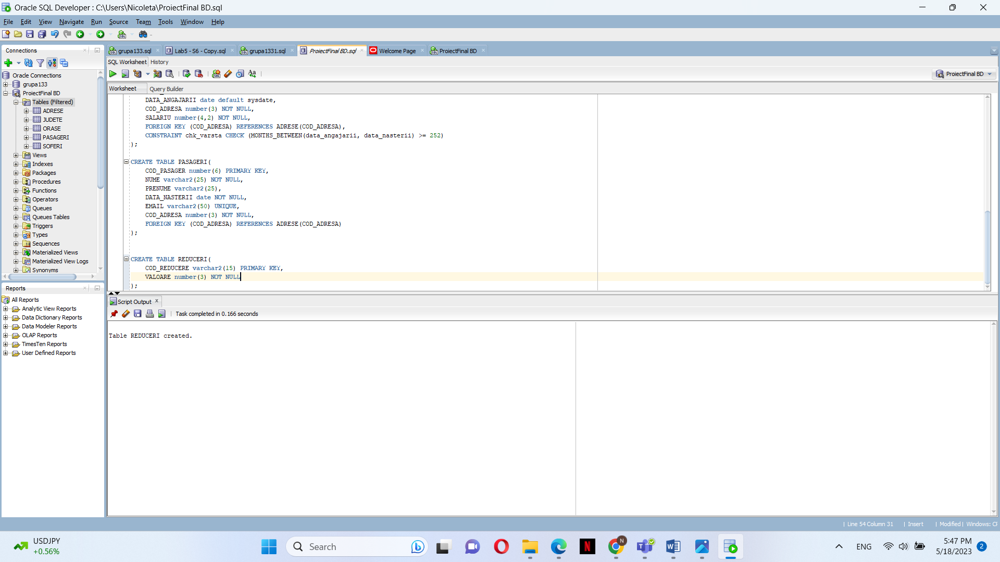 Oracle SQL Developer : C:\Users\Nicoleta\ProiectFinal BD.sql
File Edit View Navigate Run Source Team Tools Window Help
Connections
grupa133.sql Lab5 - S6 - Copy.sql grupa1331.sql ProiectFinal BD.sql Welcome Page ProiectFinal BD
SQL Worksheet History
ProiectFinal BD
Worksheet Query Builder
Oracle Connections
grupa133
ProiectFinal BD
Tables (Filtered)
ADRESE
JUDETE
ORASE
PASAGERI
SOFERI
Views
Indexes
Packages
Procedures
Functions
Operators
Queues
Queues Tables
Triggers
Types
Sequences
Materialized Views
Materialized View Logs
Synonyms
DATA_ANGAJARII date default sysdate,
COD_ADRESA number(3) NOT NULL,
SALARIU number(4,2) NOT NULL,
FOREIGN KEY (COD_ADRESA) REFERENCES ADRESE(COD_ADRESA),
CONSTRAINT chk_varsta CHECK (MONTHS_BETWEEN(data_angajarii, data_nasterii) >= 252)
);
CREATE TABLE PASAGERI(
COD_PASAGER number(6) PRIMARY KEY,
NUME varchar2(25) NOT NULL,
PRENUME varchar2(25),
DATA_NASTERII date NOT NULL,
EMAIL varchar2(50) UNIQUE,
COD_ADRESA number(3) NOT NULL,
FOREIGN KEY (COD_ADRESA) REFERENCES ADRESE(COD_ADRESA)
);
CREATE TABLE REDUCERI(
COD_REDUCERE varchar2(15) PRIMARY KEY,
VALOARE number(3) NOT NULL
);
Reports
All Reports
Analytic View Reports
Data Dictionary Reports
Data Modeler Reports
OLAP Reports
TimesTen Reports
User Defined Reports
Script Output
Task completed in 0.166 seconds
Table REDUCERI created.
Line 54 Column 31 Insert Modified Windows: CR
USDJPY
+0.56%
Search
N
ENG
5:47 PM
5/18/2023
2